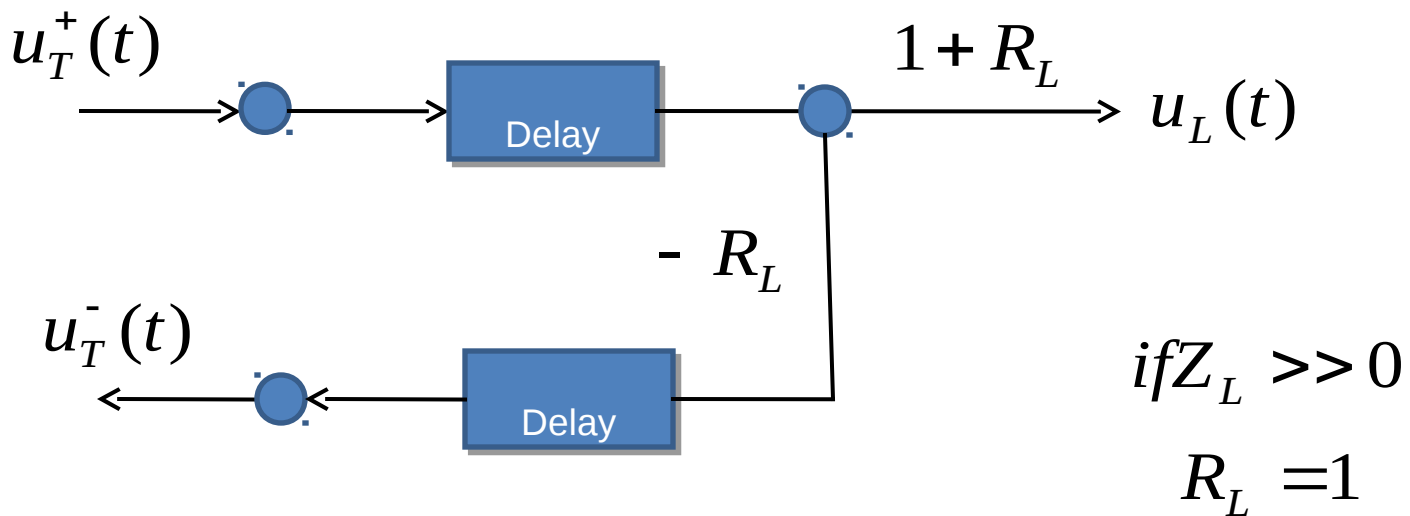 u_T^+(t)
1 + R_L
u_L(t)
Delay
- R_L
u_T^-(t)
ifZ_L >> 0
Delay
R_L =1